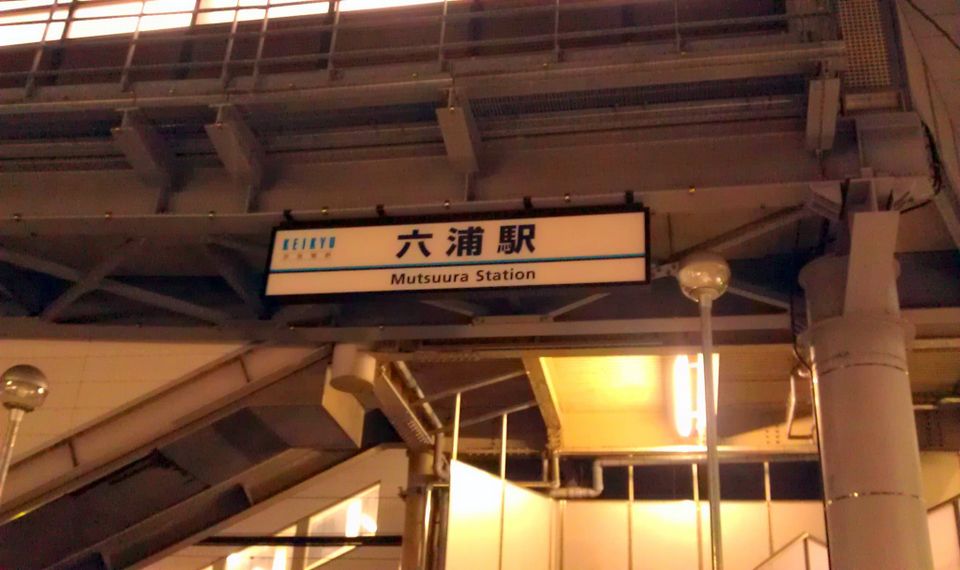 KEIKYU
六浦駅
Mutsuura Station